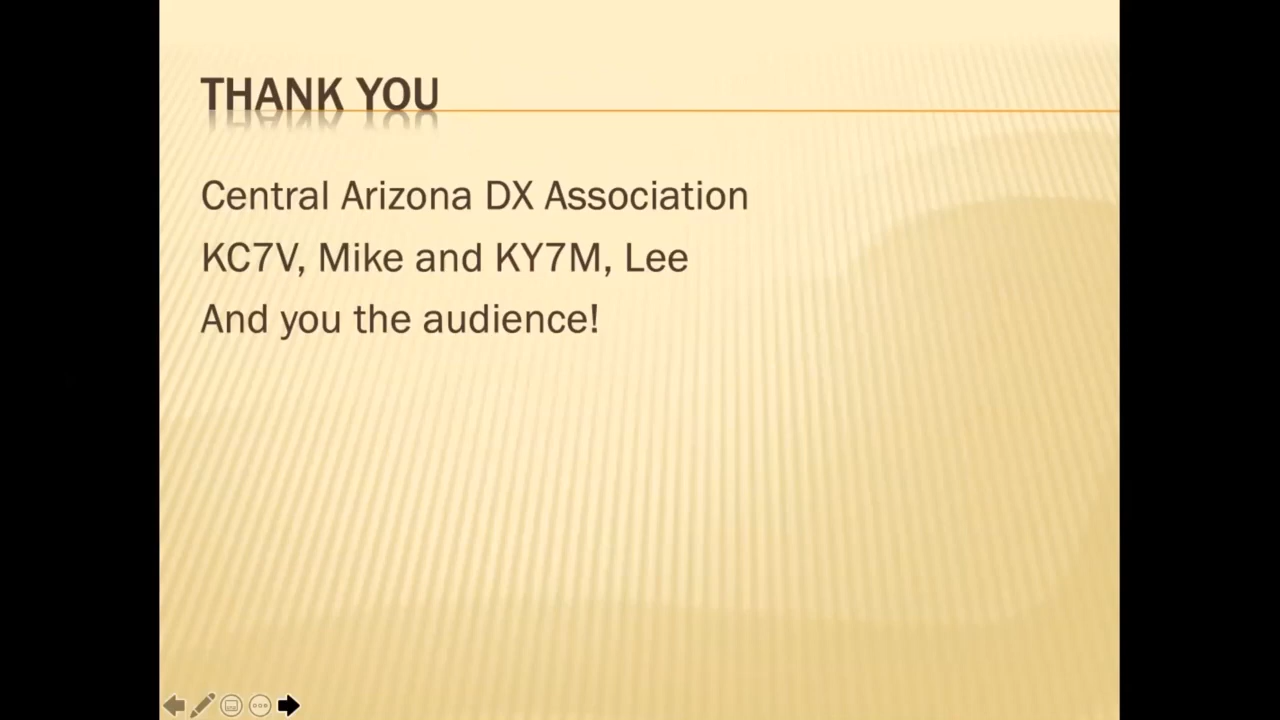 THANK YOU
Central Arizona DX Association
KC7V, Mike and KY7M, Lee
And you the audience!